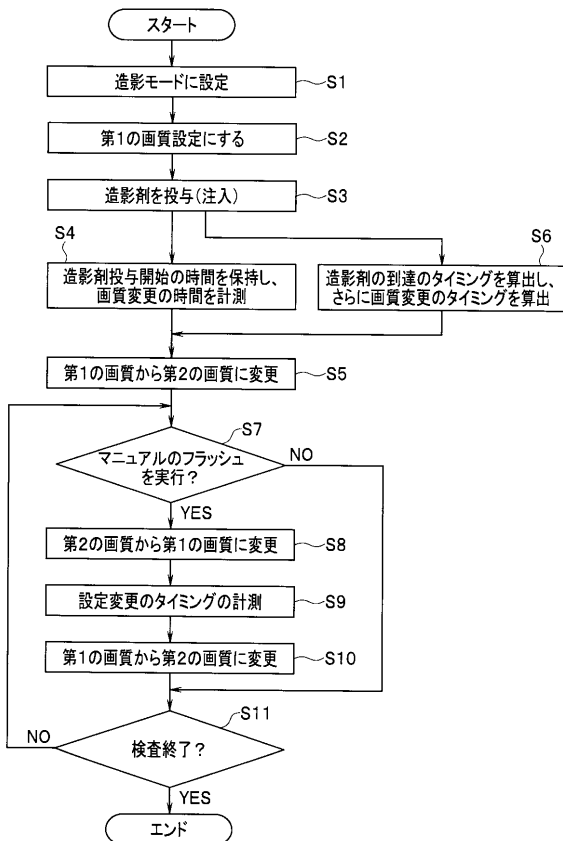 スタート
造影モードに設定
S1
第1の画質設定にする
S2
造影剤を投与(注入)
S3
S4
造影剤投与開始の時間を保持し、
画質変更の時間を計測
S6
造影剤の到達のタイミングを算出し、
さらに画質変更のタイミングを算出
第1の画質から第2の画質に変更
S5
S7
マニュアルのフラッシュ
を実行?
NO
YES
第2の画質から第1の画質に変更
S8
設定変更のタイミングの計測
S9
第1の画質から第2の画質に変更
S10
S11
NO
検査終了?
YES
エンド